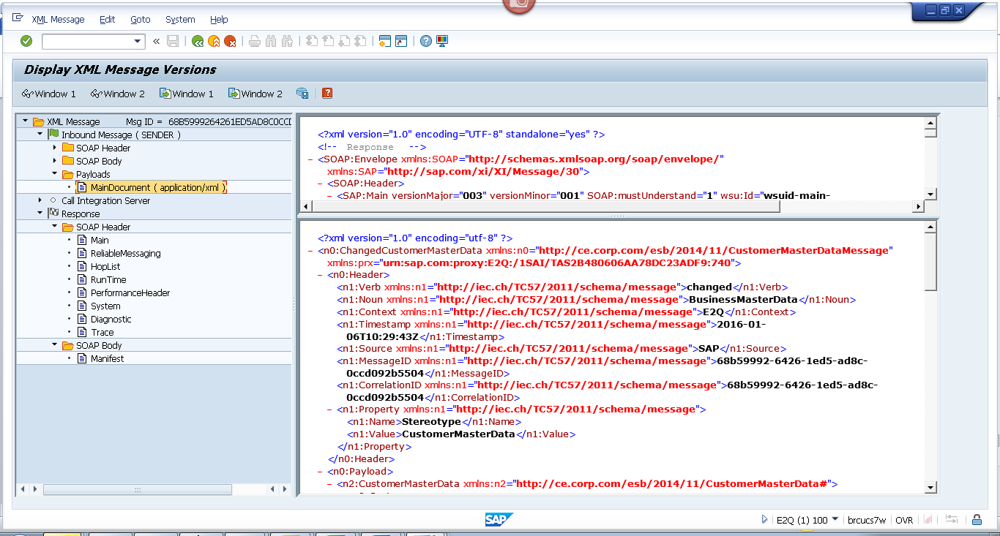 XML Message Edit Goto System Help
Display XML Message Versions
Window 1 Window 2 Window 1 Window 2
XML Message Msg ID = 68B5999264261ED5AD8C0CCD
Inbound Message ( SENDER )
SOAP Header
SOAP Body
Payloads
MainDocument ( application/xml )
Call Integration Server
Response
SOAP Header
Main
ReliableMessaging
HopList
RunTime
PerformanceHeader
System
Diagnostic
Trace
SOAP Body
Manifest
<?xml version="1.0" encoding="UTF-8" standalone="yes" ?>
<!-- Response -->
- <SOAP:Envelope xmlns:SOAP="http://schemas.xmlsoap.org/soap/envelope/"
xmlns:SAP="http://sap.com/xi/XI/Message/30">
- <SOAP:Header>
- <SAP:Main versionMajor="003" versionMinor="001" SOAP:mustUnderstand="1" wsu:Id="wsuid-main-
<?xml version="1.0" encoding="utf-8" ?>
- <n0:ChangedCustomerMasterData xmlns:n0="http://ce.corp.com/esb/2014/11/CustomerMasterDataMessage"
xmlns:prx="urn:sap.com:proxy:E2Q:/1SAI/TAS2B480606AA78DC23ADF9:740">
- <n0:Header>
<n1:Verb xmlns:n1="http://iec.ch/TC57/2011/schema/message">changed</n1:Verb>
<n1:Noun xmlns:n1="http://iec.ch/TC57/2011/schema/message">BusinessMasterData</n1:Noun>
<n1:Context xmlns:n1="http://iec.ch/TC57/2011/schema/message">E2Q</n1:Context>
<n1:Timestamp xmlns:n1="http://iec.ch/TC57/2011/schema/message">2016-01-
06T10:29:43Z</n1:Timestamp>
<n1:Source xmlns:n1="http://iec.ch/TC57/2011/schema/message">SAP</n1:Source>
<n1:MessageID xmlns:n1="http://iec.ch/TC57/2011/schema/message">68b59992-6426-1ed5-ad8c-
0ccd092b5504</n1:MessageID>
<n1:CorrelationID xmlns:n1="http://iec.ch/TC57/2011/schema/message">68b59992-6426-1ed5-ad8c-
0ccd092b5504</n1:CorrelationID>
- <n1:Property xmlns:n1="http://iec.ch/TC57/2011/schema/message">
<n1:Name>Stereotype</n1:Name>
<n1:Value>CustomerMasterData</n1:Value>
</n1:Property>
</n0:Header>
- <n0:Payload>
- <n2:CustomerMasterData xmlns:n2="http://ce.corp.com/esb/2014/11/CustomerMasterData#">
SAP
E2Q (1) 100 brcucs7w OVR